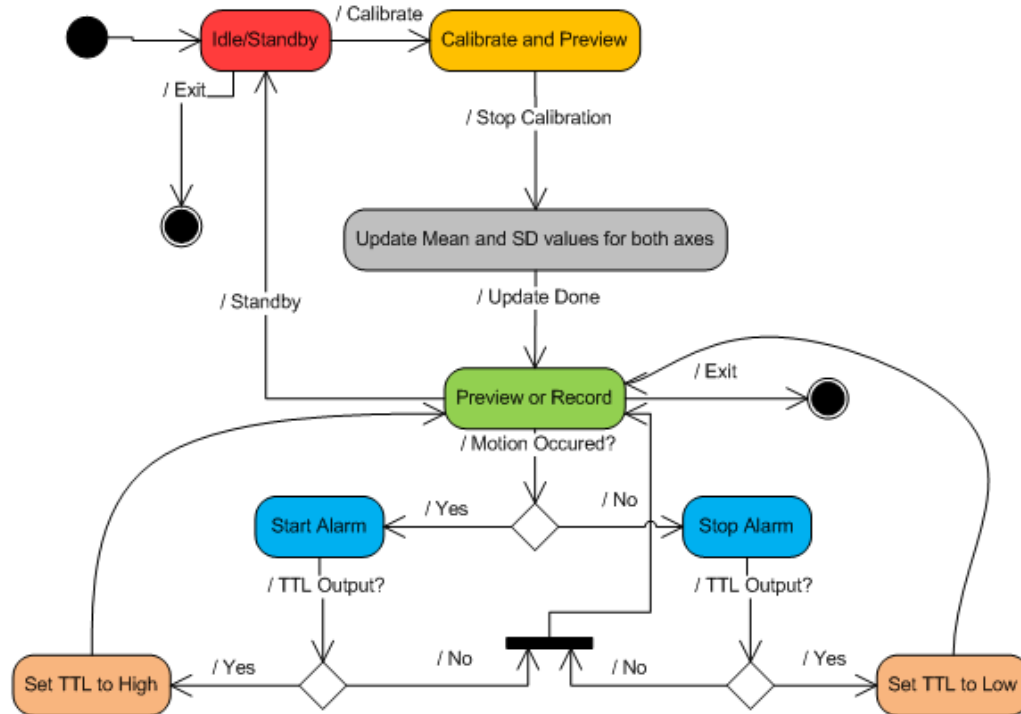 / Calibrate
Idle/Standby
Calibrate and Preview
/ Exit
/ Stop Calibration
Update Mean and SD values for both axes
/ Standby
/ Update Done
/ Exit
Preview or Record
/ Motion Occured?
/ Yes
/ No
Start Alarm
Stop Alarm
/ TTL Output?
/ TTL Output?
/ Yes
/ No
/ No
/ Yes
Set TTL to High
Set TTL to Low